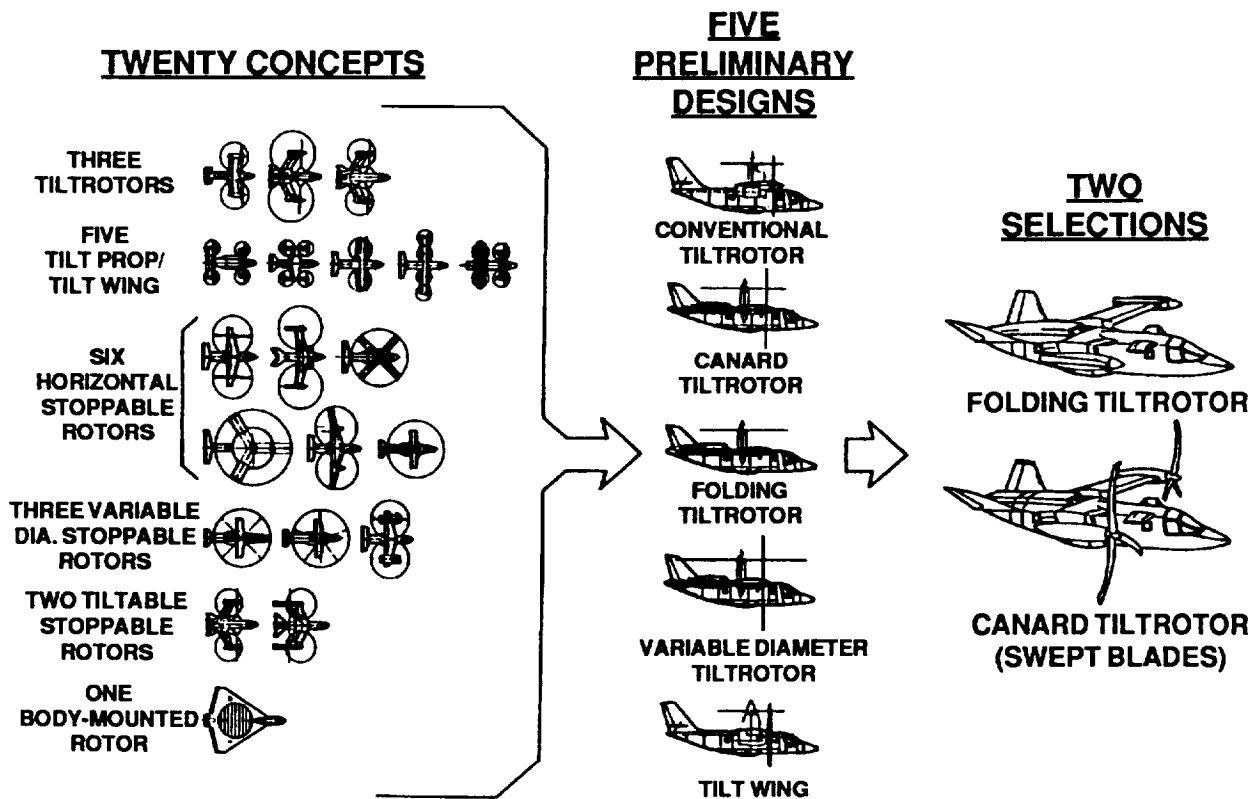 TWENTY CONCEPTS
THREE
TILTROTORS
FIVE
TILT PROP/
TILT WING
SIX
HORIZONTAL
STOPPABLE
ROTORS
THREE VARIABLE
DIA. STOPPABLE
ROTORS
TWO TILTABLE
STOPPABLE
ROTORS
ONE
BODY-MOUNTED
ROTOR
FIVE
PRELIMINARY
DESIGNS
CONVENTIONAL
TILTROTOR
CANARD
TILTROTOR
FOLDING
TILTROTOR
VARIABLE DIAMETER
TILTROTOR
TILT WING
TWO
SELECTIONS
FOLDING TILTROTOR
CANARD TILTROTOR
(SWEPT BLADES)